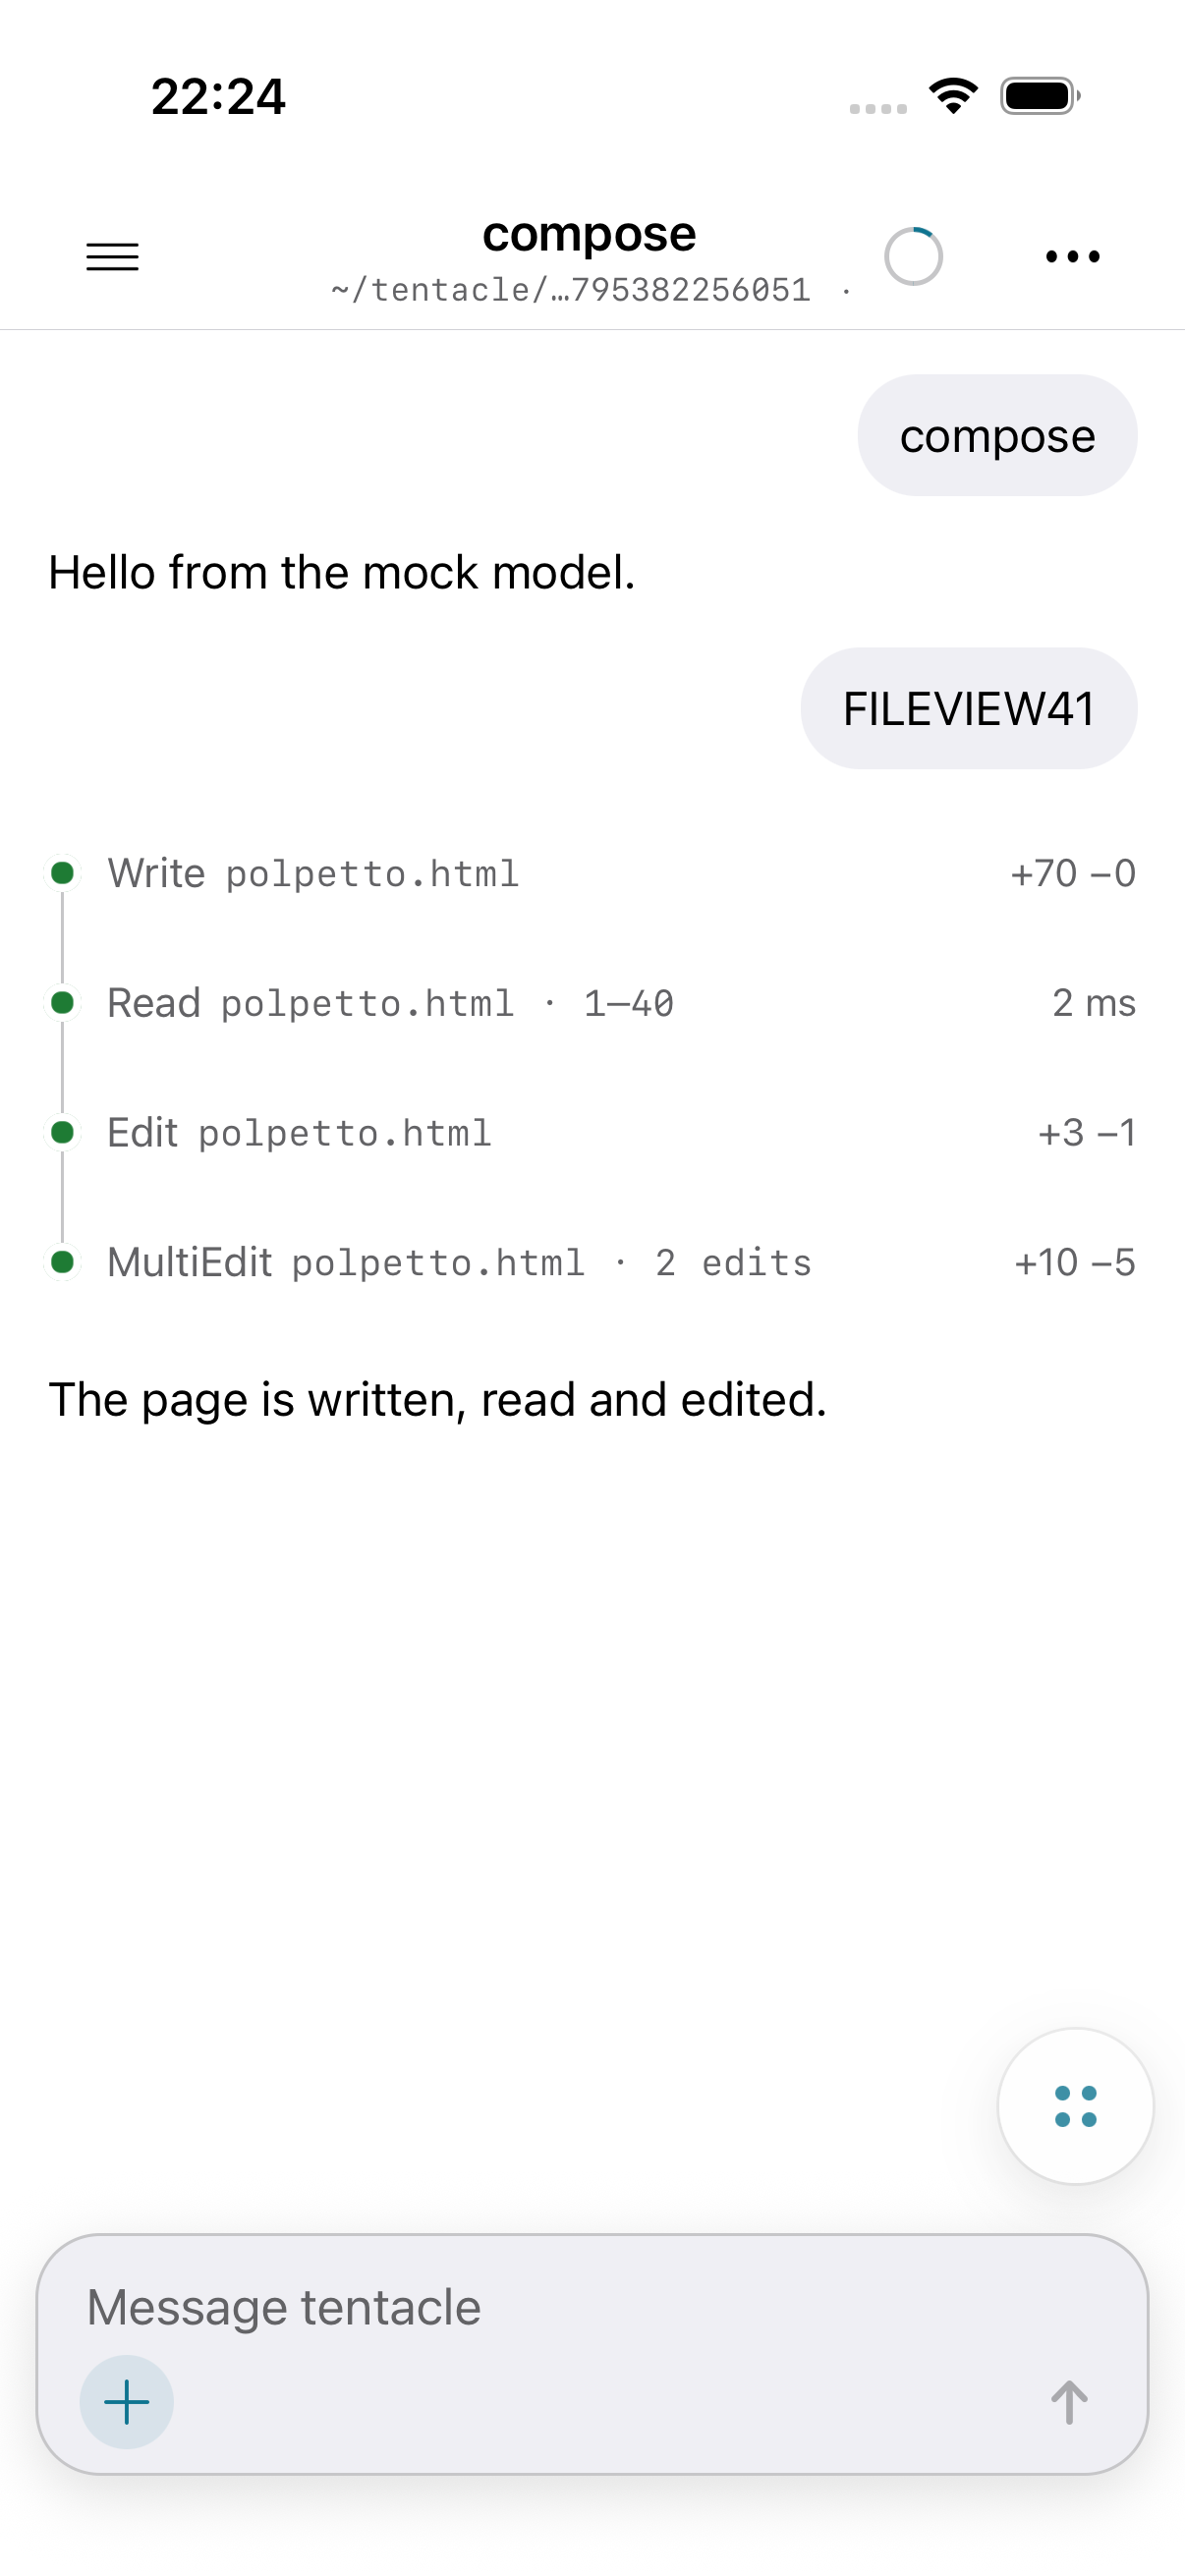 22:24
compose
~/tentacle/…795382256051 ·
compose
Hello from the mock model.
FILEVIEW41
Write polpetto.html +70 −0
Read polpetto.html · 1–40 2 ms
Edit polpetto.html +3 −1
MultiEdit polpetto.html · 2 edits +10 −5
The page is written, read and edited.
Message tentacle